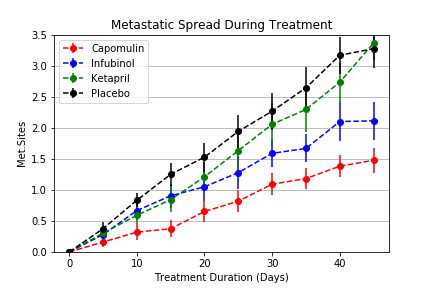 Metastatic Spread During Treatment
Capomulin
Infubinol
Ketapril
Placebo
Met.Sites
3.5
3.0
2.5
2.0
1.5
1.0
0.5
0.0
0 10 20 30 40
Treatment Duration (Days)